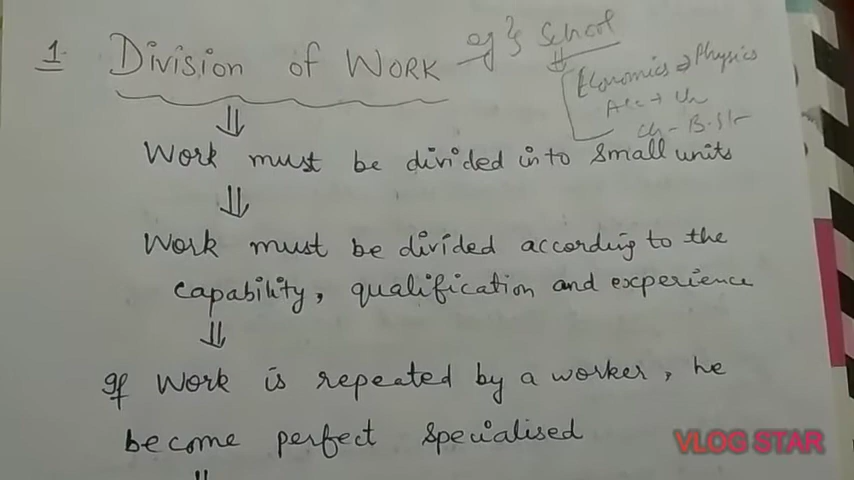 1. Division of Work eg: School
Economics → Physics
Acc →
Ch - B.St
Work must be divided into small units
Work must be divided according to the
capability, qualification and experience
If work is repeated by a worker, he
become perfect specialised
VLOG STAR